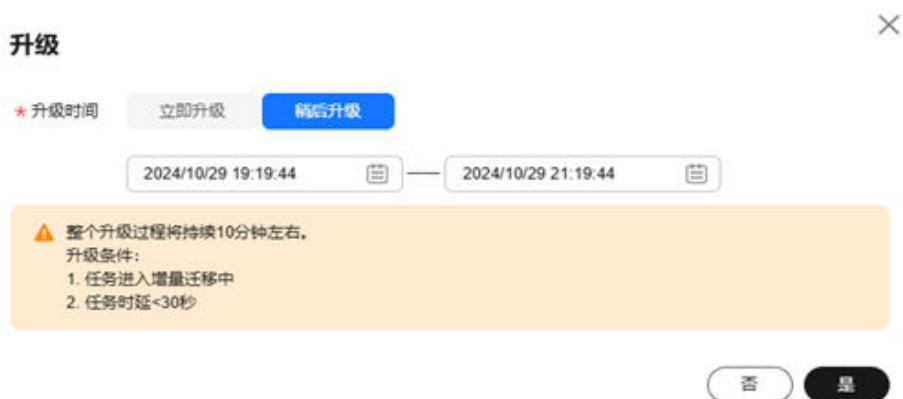 升级
* 升级时间 立即升级 稍后升级
2024/10/29 19:19:44 — 2024/10/29 21:19:44
整个升级过程将持续10分钟左右。
升级条件：
1. 任务进入增量迁移中
2. 任务时延<30秒
否 是